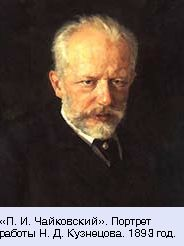 «П. И. Чайковский». Портрет
работы Н. Д. Кузнецова. 1893 год.